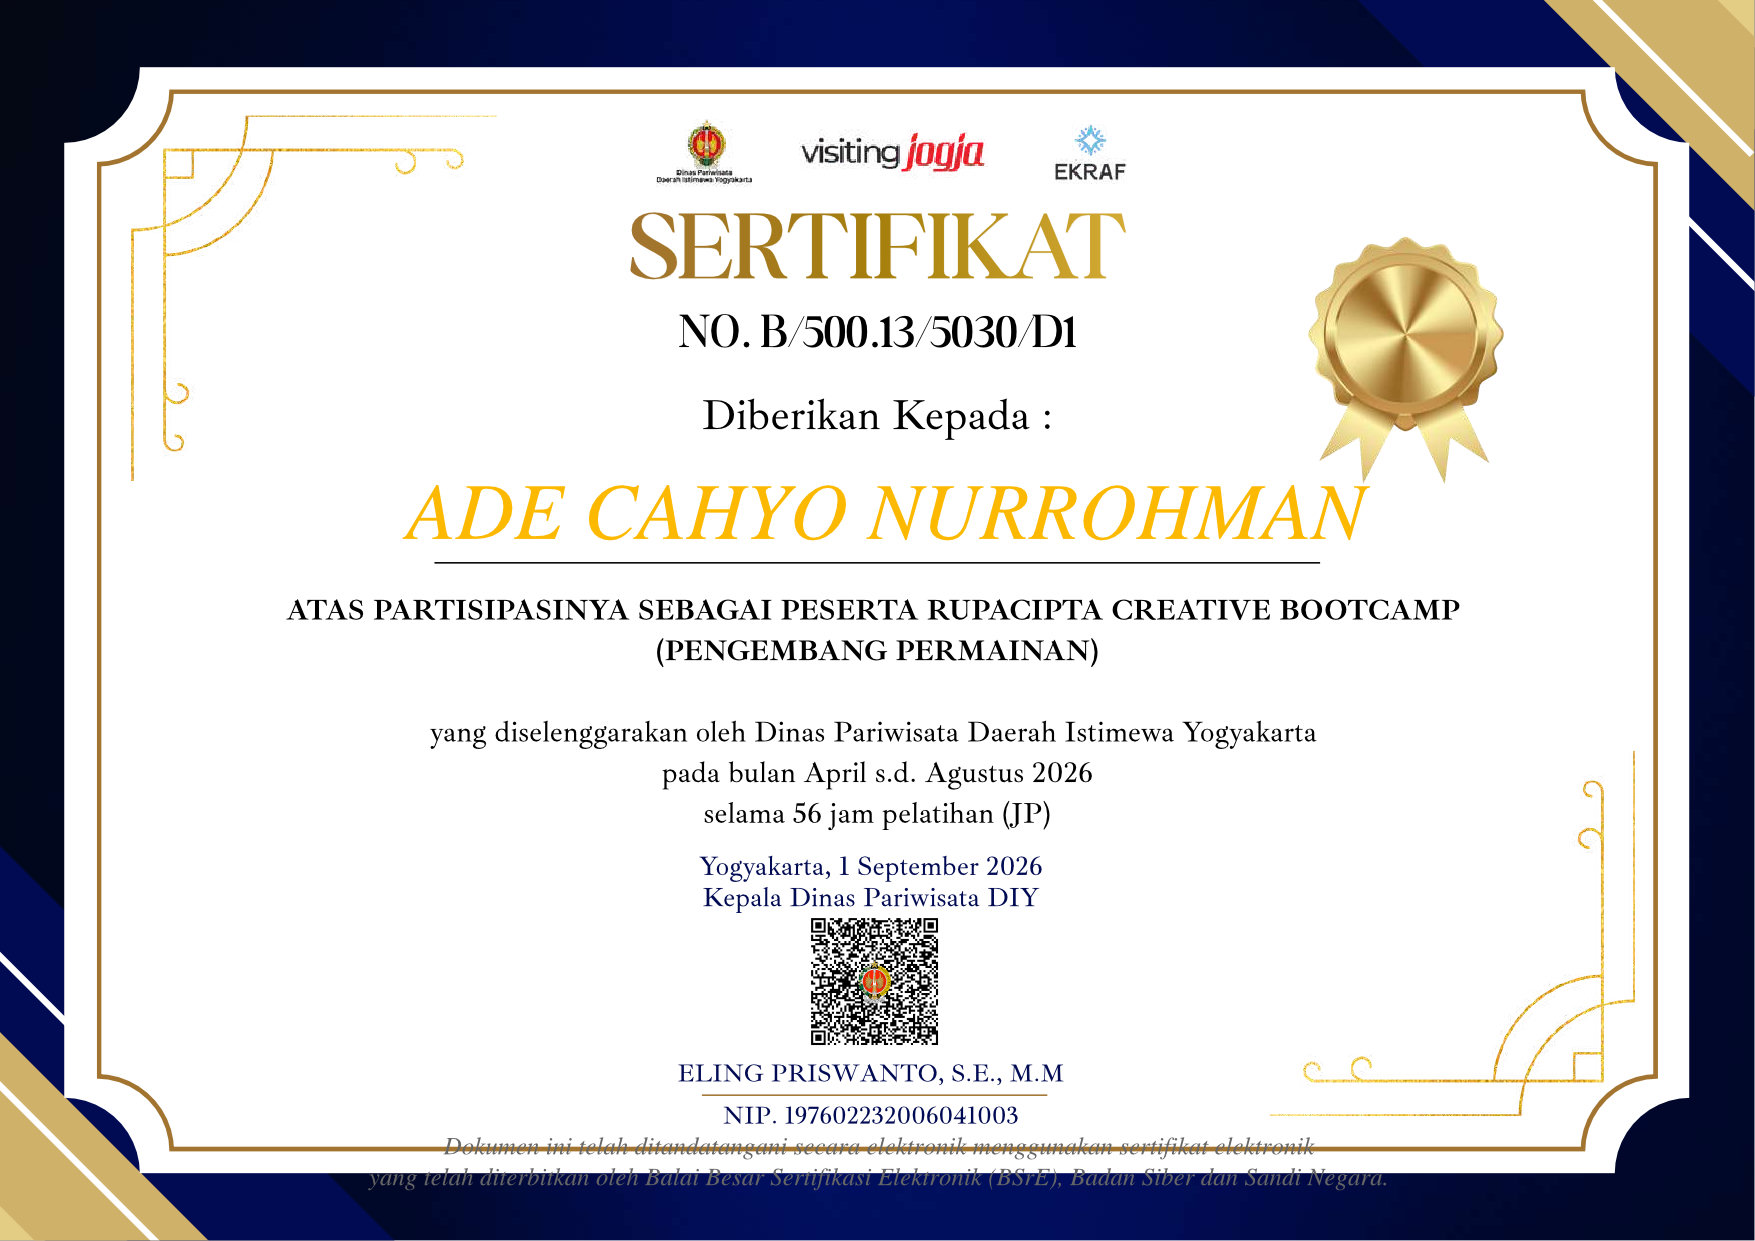 Dinas Pariwisata
Daerah Istimewa Yogyakarta
visiting jogja
EKRAF
SERTIFIKAT
NO. B/500.13/5030/D1
Diberikan Kepada :
ADE CAHYO NURROHMAN
ATAS PARTISIPASINYA SEBAGAI PESERTA RUPACIPTA CREATIVE BOOTCAMP
(PENGEMBANG PERMAINAN)
yang diselenggarakan oleh Dinas Pariwisata Daerah Istimewa Yogyakarta
pada bulan April s.d. Agustus 2026
selama 56 jam pelatihan (JP)
Yogyakarta, 1 September 2026
Kepala Dinas Pariwisata DIY
ELING PRISWANTO, S.E., M.M
NIP. 197602232006041003
Dokumen ini telah ditandatangani secara elektronik menggunakan sertifikat elektronik
yang telah diterbitkan oleh Balai Besar Sertifikasi Elektronik (BSrE), Badan Siber dan Sandi Negara.